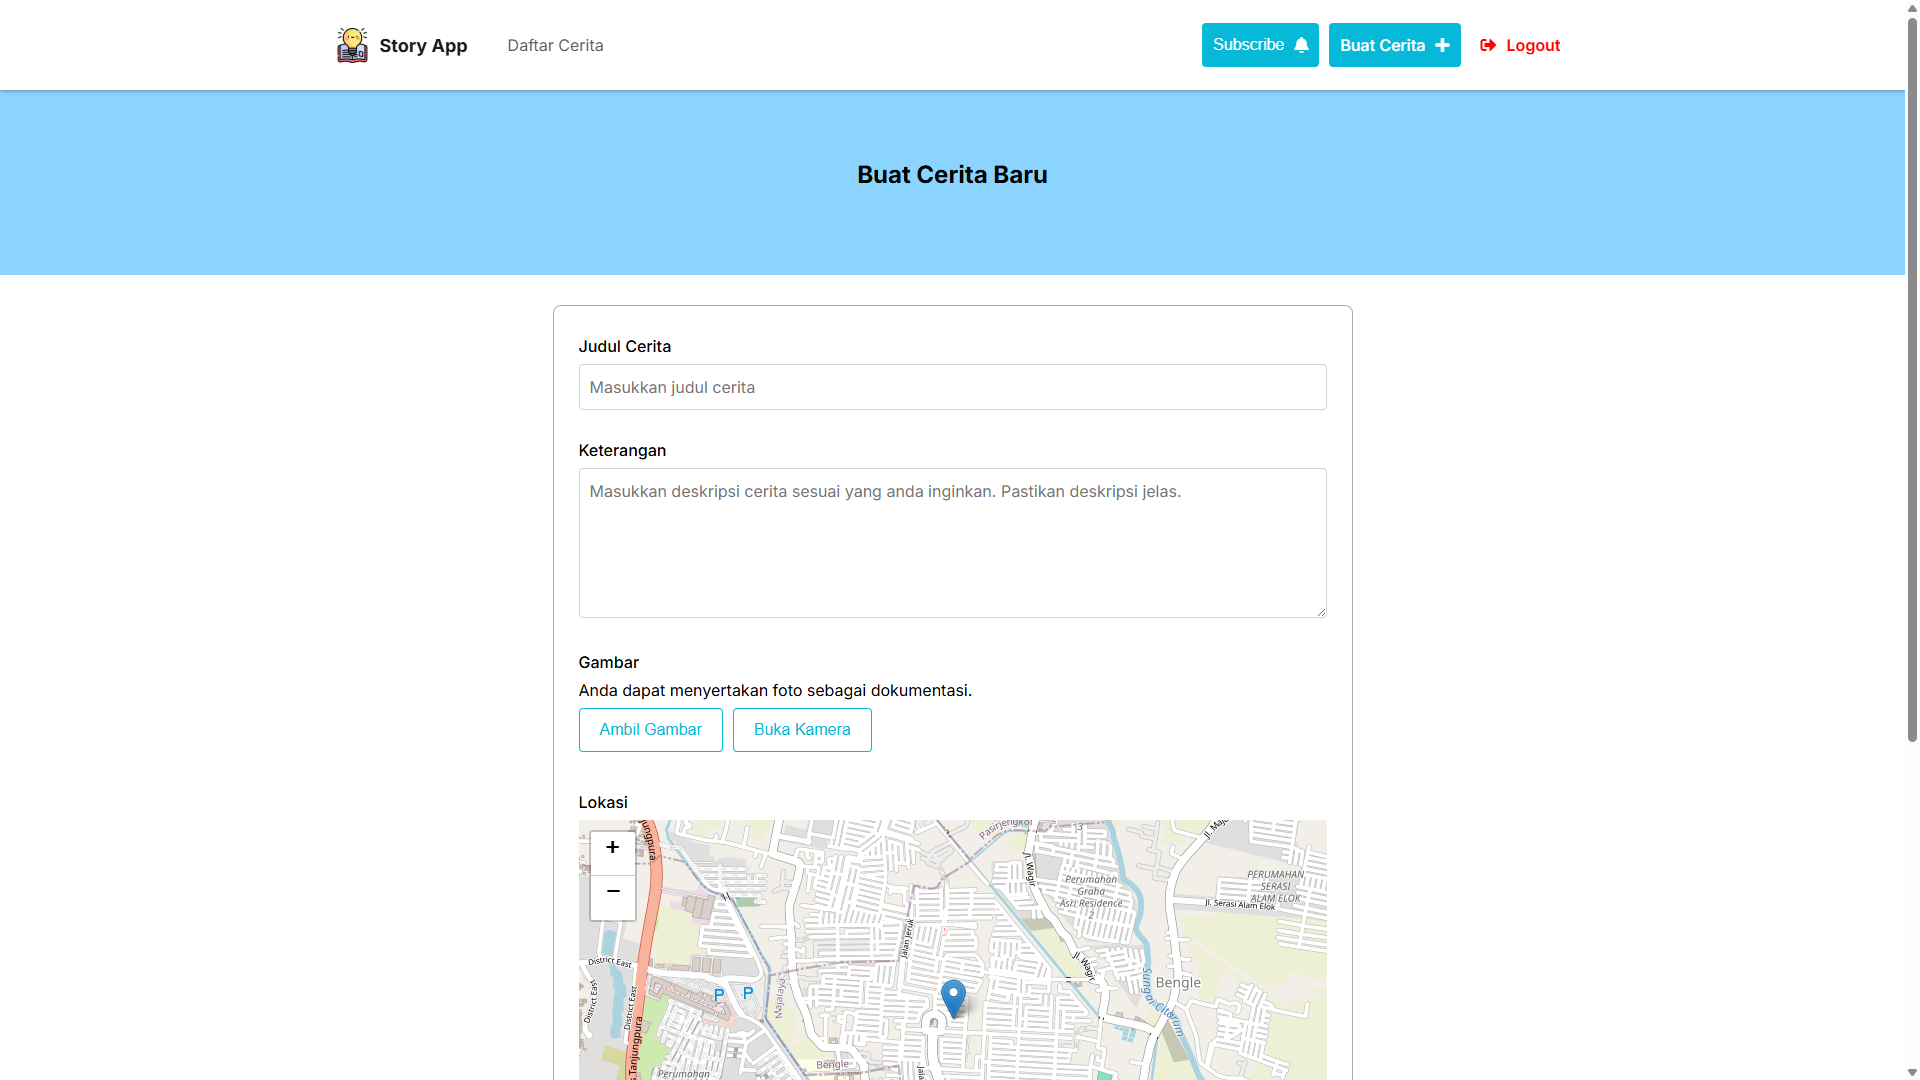 Story App
Daftar Cerita
Subscribe
Buat Cerita
Logout
Buat Cerita Baru
Judul Cerita
Masukkan judul cerita
Keterangan
Masukkan deskripsi cerita sesuai yang anda inginkan. Pastikan deskripsi jelas.
Gambar
Anda dapat menyertakan foto sebagai dokumentasi.
Ambil Gambar
Buka Kamera
Lokasi
+
−
Pasirjengkol
3
Jl. Wagir
Perumahan
Graha
Asri Residence
2
PERUMAHAN
SERASI
ALAM ELOK
Jl. Serasi Alam Elok
Jalan Jeruk
Jl. Wagir
District East
District East
District East
P
P
Majalaya
Sungai Citarum
Bengle
Bengle
Perumahan